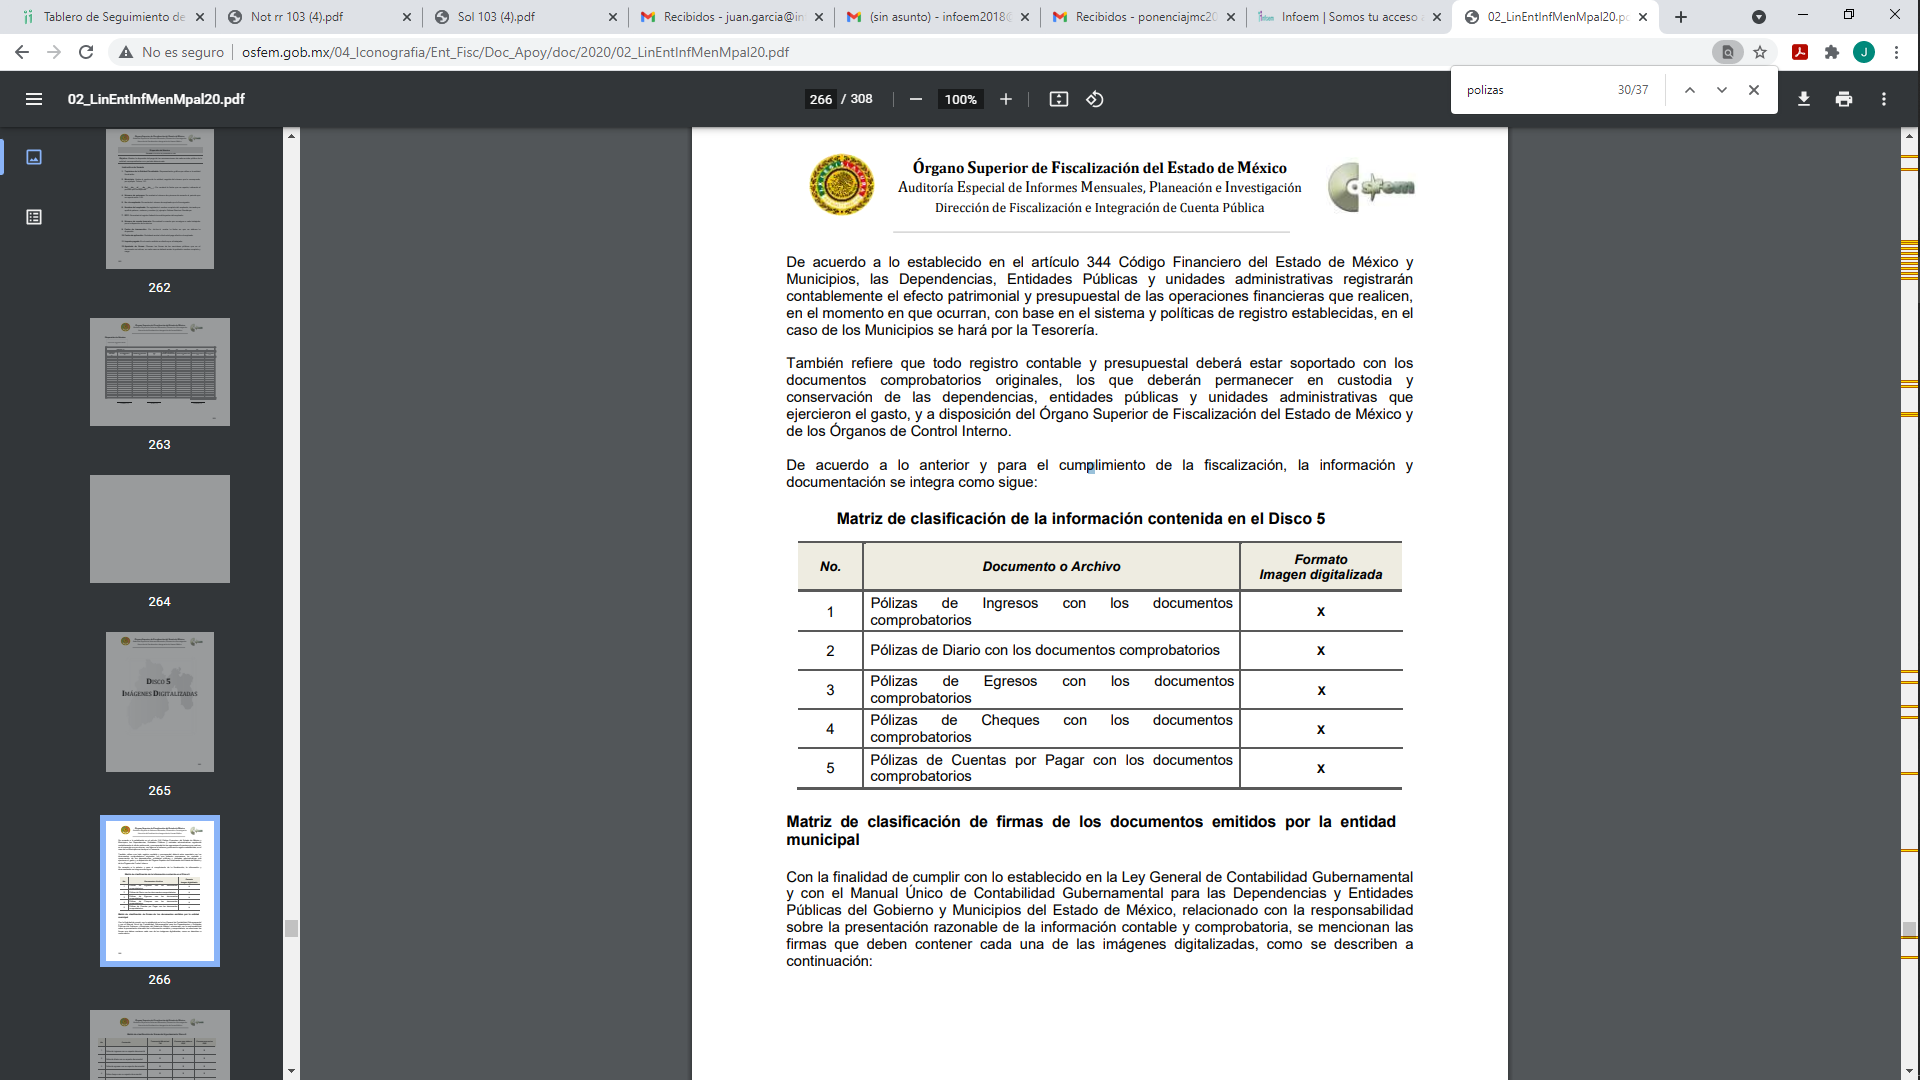 Tablero de Seguimiento de
Not rr 103 (4).pdf
Sol 103 (4).pdf
Recibidos - juan.garcia@in
(sin asunto) - infoem2018@
Recibidos - ponenciajmc20
Infoem | Somos tu acceso
02_LinEntInfMenMpal20.pd
No es seguro
osfem.gob.mx/04_Iconografia/Ent_Fisc/Doc_Apoy/doc/2020/02_LinEntInfMenMpal20.pdf
J
polizas
30/37
02_LinEntInfMenMpal20.pdf
266 / 308
100%
262
263
264
DISCO 5
IMÁGENES DIGITALIZADAS
265
266
Órgano Superior de Fiscalización del Estado de México
Auditoría Especial de Informes Mensuales, Planeación e Investigación
Dirección de Fiscalización e Integración de Cuenta Pública
osfem
De acuerdo a lo establecido en el artículo 344 Código Financiero del Estado de México y
Municipios, las Dependencias, Entidades Públicas y unidades administrativas registrarán
contablemente el efecto patrimonial y presupuestal de las operaciones financieras que realicen,
en el momento en que ocurran, con base en el sistema y políticas de registro establecidas, en el
caso de los Municipios se hará por la Tesorería.
También refiere que todo registro contable y presupuestal deberá estar soportado con los
documentos comprobatorios originales, los que deberán permanecer en custodia y
conservación de las dependencias, entidades públicas y unidades administrativas que
ejercieron el gasto, y a disposición del Órgano Superior de Fiscalización del Estado de México y
de los Órganos de Control Interno.
De acuerdo a lo anterior y para el cumplimiento de la fiscalización, la información y
documentación se integra como sigue:
Matriz de clasificación de la información contenida en el Disco 5
No.
Documento o Archivo
Formato
Imagen digitalizada
1
Pólizas de Ingresos con los documentos
comprobatorios
x
2
Pólizas de Diario con los documentos comprobatorios
x
3
Pólizas de Egresos con los documentos
comprobatorios
x
4
Pólizas de Cheques con los documentos
comprobatorios
x
5
Pólizas de Cuentas por Pagar con los documentos
comprobatorios
x
Matriz de clasificación de firmas de los documentos emitidos por la entidad
municipal
Con la finalidad de cumplir con lo establecido en la Ley General de Contabilidad Gubernamental
y con el Manual Único de Contabilidad Gubernamental para las Dependencias y Entidades
Públicas del Gobierno y Municipios del Estado de México, relacionado con la responsabilidad
sobre la presentación razonable de la información contable y comprobatoria, se mencionan las
firmas que deben contener cada una de las imágenes digitalizadas, como se describen a
continuación: